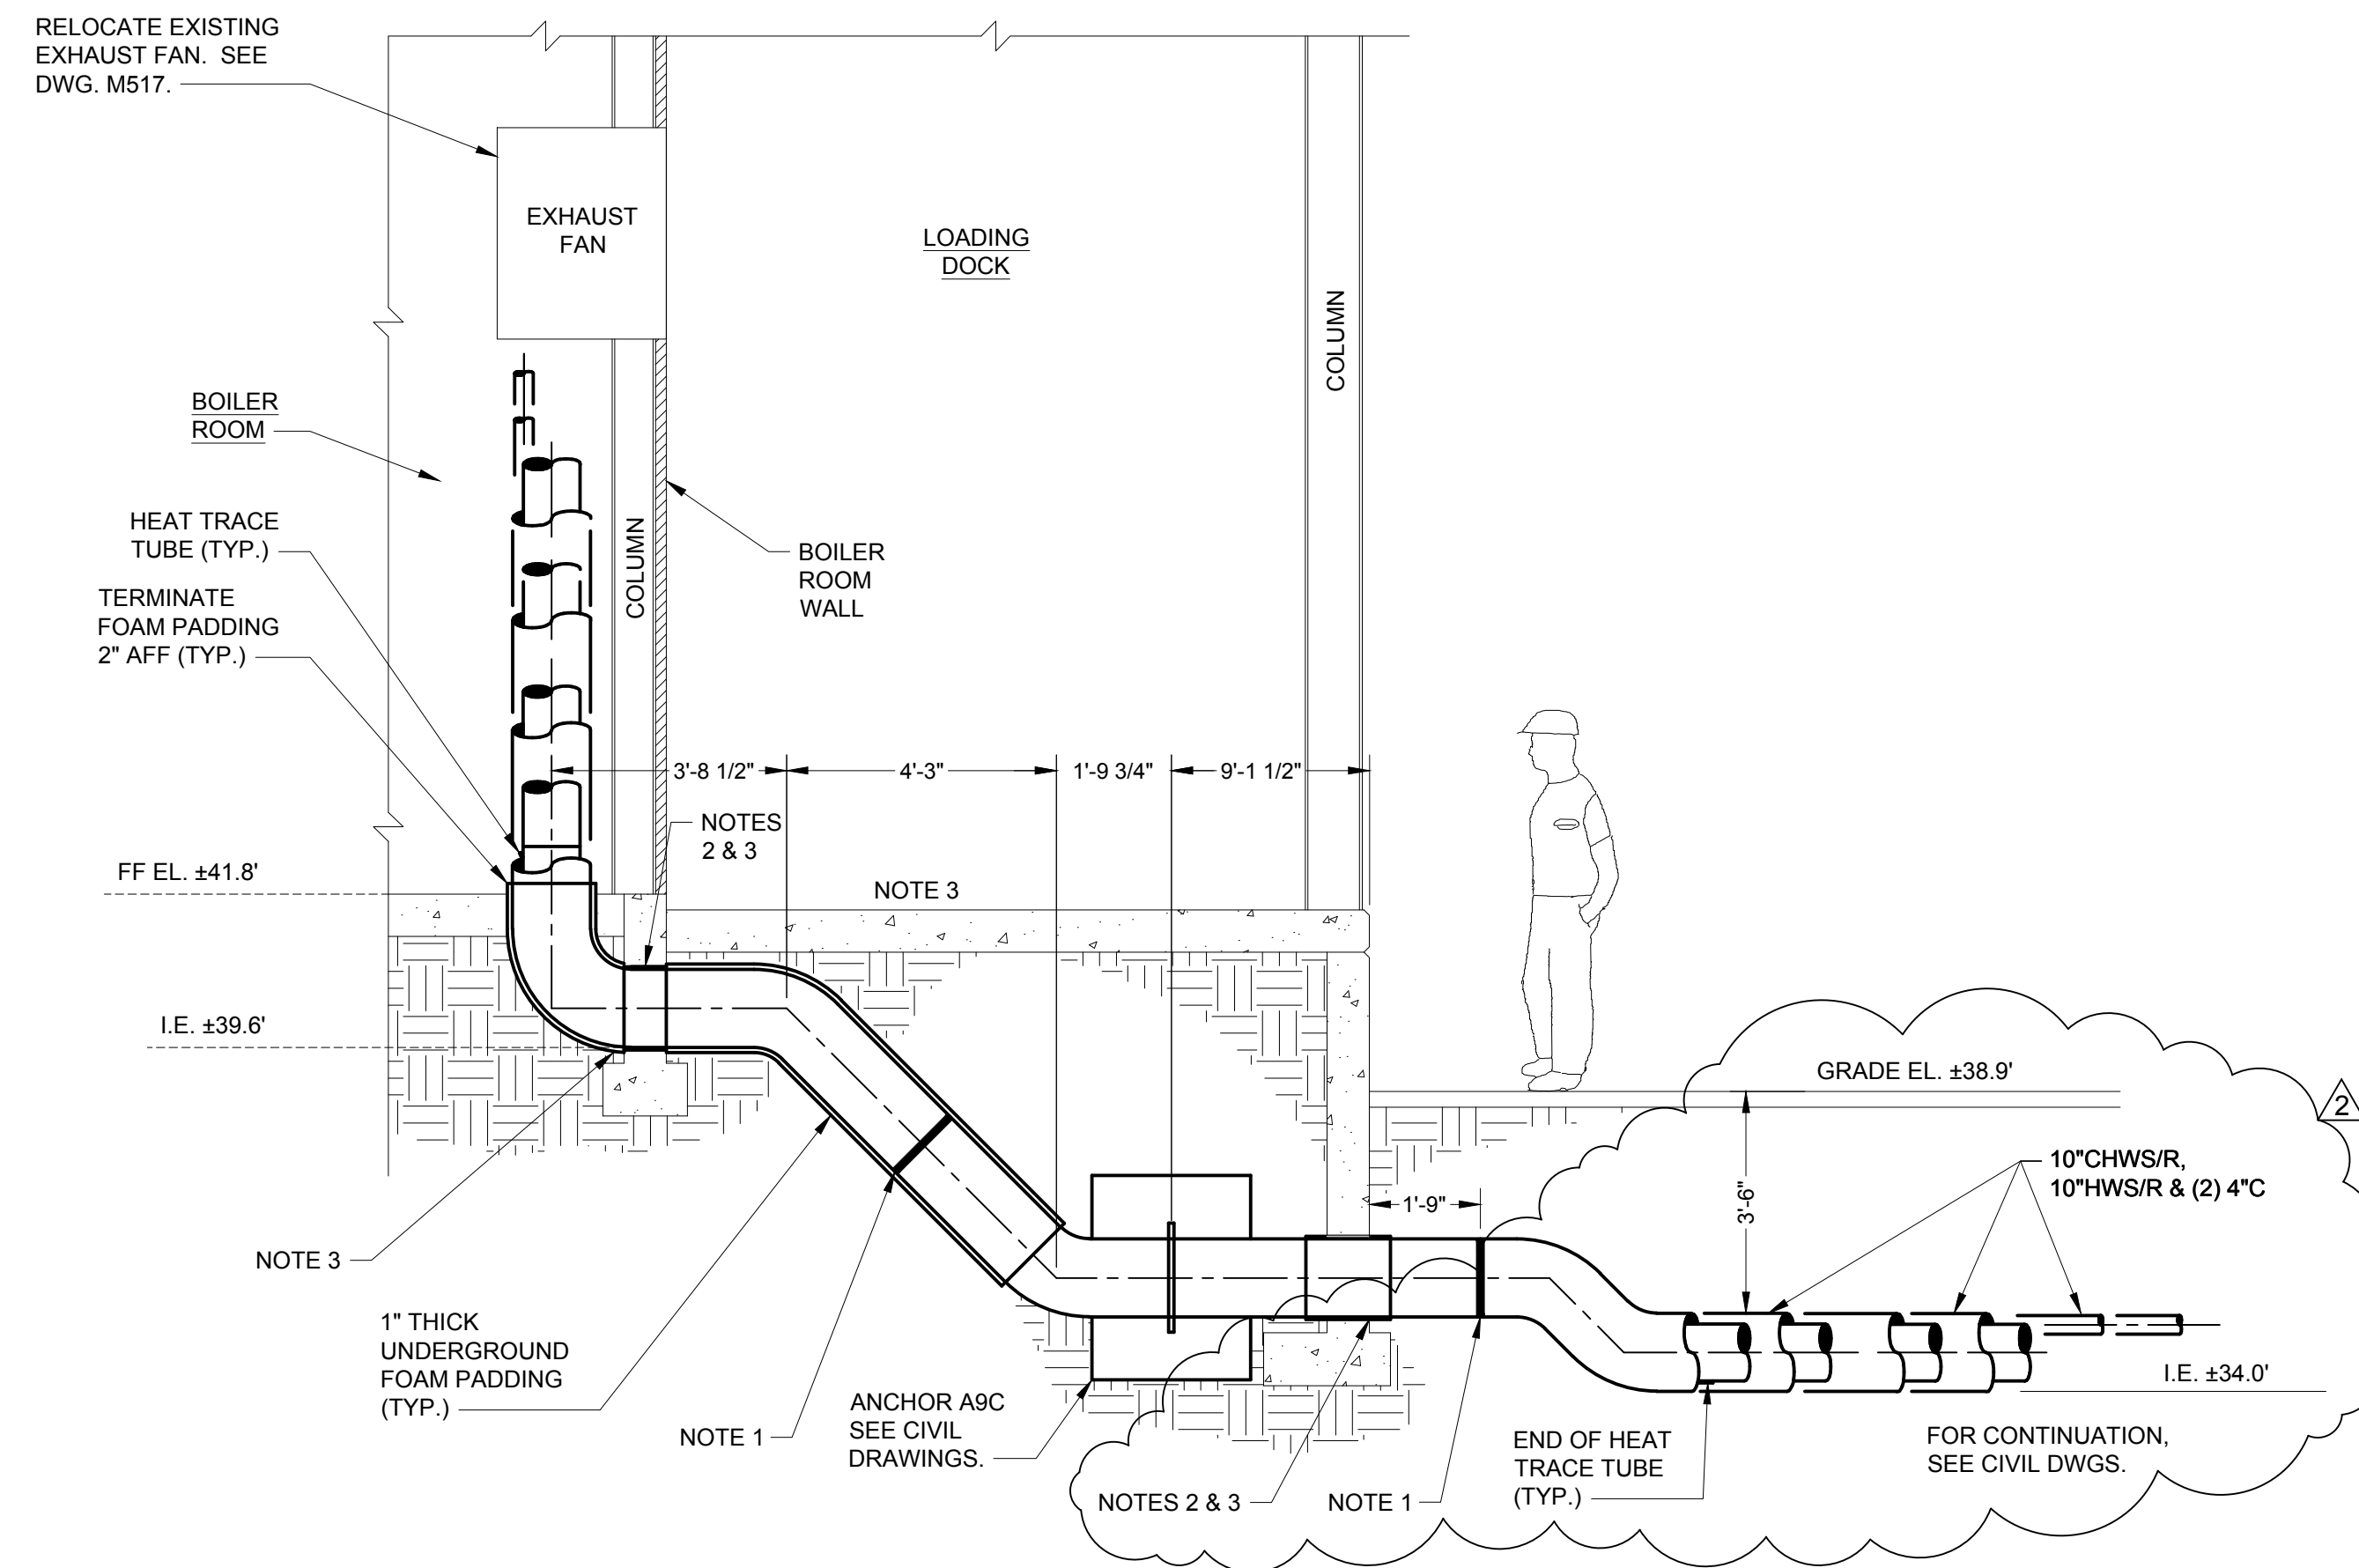 RELOCATE EXISTING
EXHAUST FAN. SEE
DWG. M517.
EXHAUST
FAN
LOADING
DOCK
COLUMN
BOILER
ROOM
HEAT TRACE
TUBE (TYP.)
COLUMN
BOILER
ROOM
WALL
TERMINATE
FOAM PADDING
2" AFF (TYP.)
3'-8 1/2"
4'-3"
1'-9 3/4"
9'-1 1/2"
NOTES
2 & 3
FF EL. ±41.8'
NOTE 3
I.E. ±39.6'
GRADE EL. ±38.9'
2
10"CHWS/R,
10"HWS/R & (2) 4"C
3'-6"
1'-9"
NOTE 3
1" THICK
UNDERGROUND
FOAM PADDING
(TYP.)
NOTE 1
ANCHOR A9C
SEE CIVIL
DRAWINGS.
NOTES 2 & 3
NOTE 1
END OF HEAT
TRACE TUBE
(TYP.)
I.E. ±34.0'
FOR CONTINUATION,
SEE CIVIL DWGS.